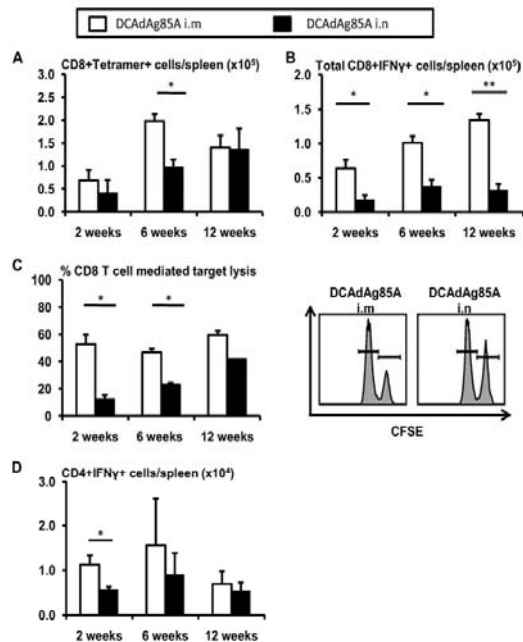 DCAdAg85A i.m DCAdAg85A i.n
A
CD8+Tetramer+ cells/spleen (x10⁵)
2.5
2.0
1.5
1.0
0.5
0.0
*
2 weeks 6 weeks 12 weeks
B
Total CD8+IFNγ+ cells/spleen (x10⁵)
2.0
1.5
1.0
0.5
0.0
* * **
2 weeks 6 weeks 12 weeks
C
% CD8 T cell mediated target lysis
100
80
60
40
20
0
* *
2 weeks 6 weeks 12 weeks
DCAdAg85A DCAdAg85A
i.m i.n
CFSE
D
CD4+IFNγ+ cells/spleen (x10⁴)
3.0
2.0
1.0
0.0
*
2 weeks 6 weeks 12 weeks